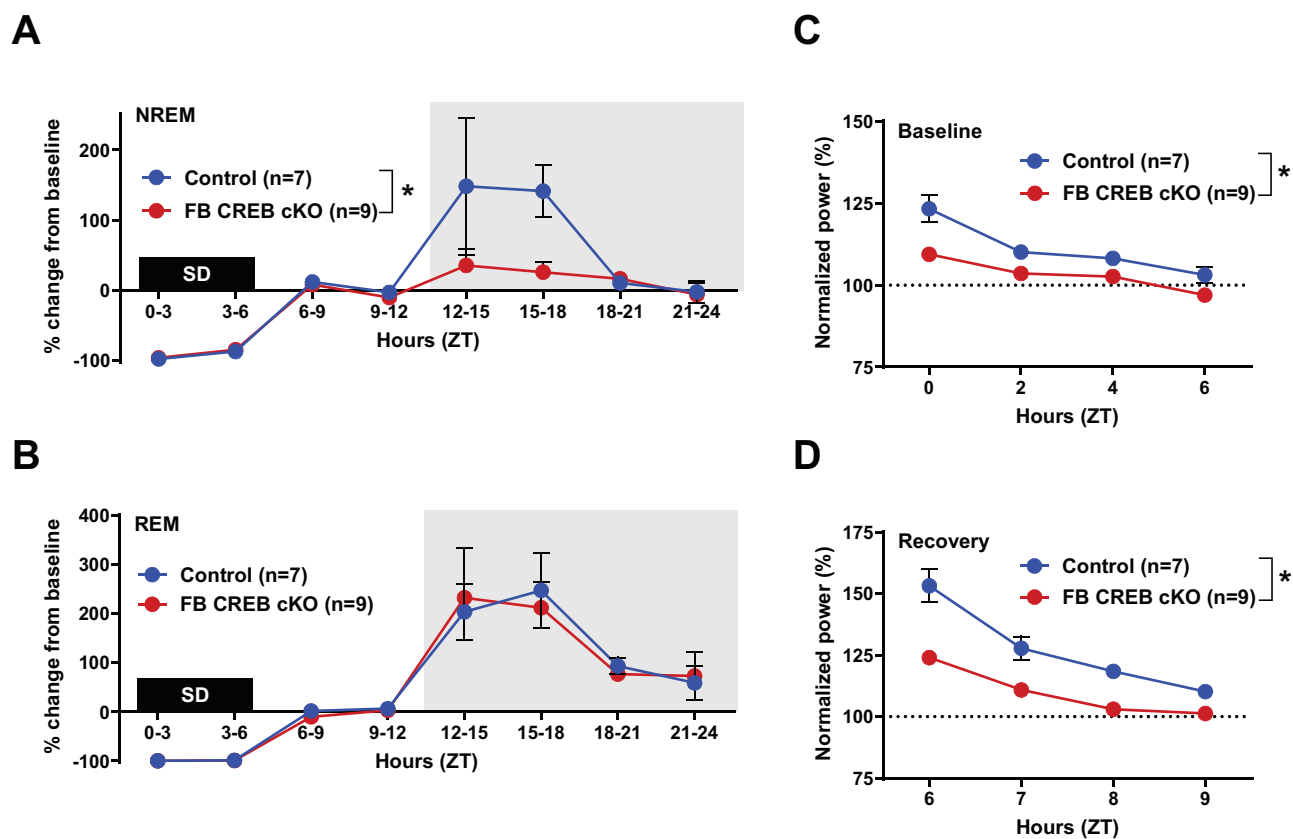 A
NREM
% change from baseline
200
100
0
-100
Control (n=7)
FB CREB cKO (n=9)
*
SD
0-3 3-6 6-9 9-12 12-15 15-18 18-21 21-24
Hours (ZT)
B
REM
% change from baseline
400
300
200
100
0
-100
Control (n=7)
FB CREB cKO (n=9)
SD
0-3 3-6 6-9 9-12 12-15 15-18 18-21 21-24
Hours (ZT)
C
Baseline
Normalized power (%)
150
125
100
75
Control (n=7)
FB CREB cKO (n=9)
*
0 2 4 6
Hours (ZT)
D
Recovery
Normalized power (%)
175
150
125
100
75
Control (n=7)
FB CREB cKO (n=9)
*
6 7 8 9
Hours (ZT)